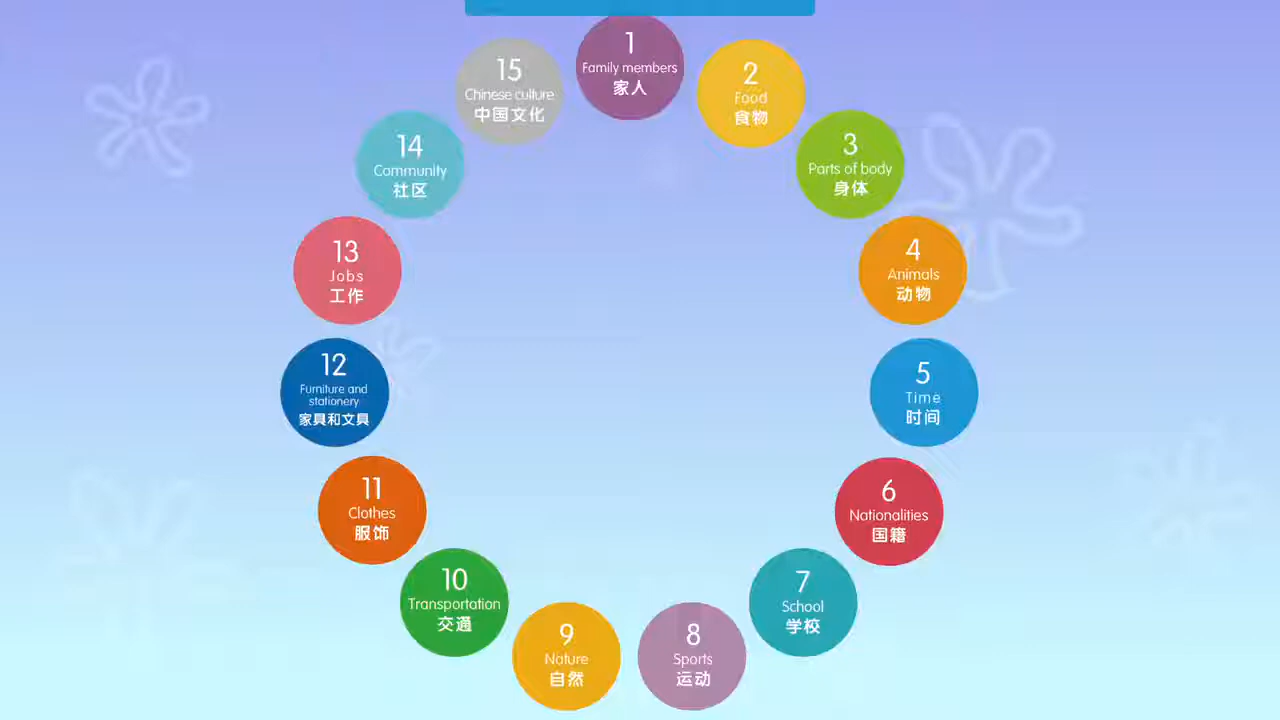 1
Family members
家人
2
Food
食物
3
Parts of body
身体
4
Animals
动物
5
Time
时间
6
Nationalities
国籍
7
School
学校
8
Sports
运动
9
Nature
自然
10
Transportation
交通
11
Clothes
服饰
12
Furniture and
stationery
家具和文具
13
Jobs
工作
14
Community
社区
15
Chinese culture
中国文化